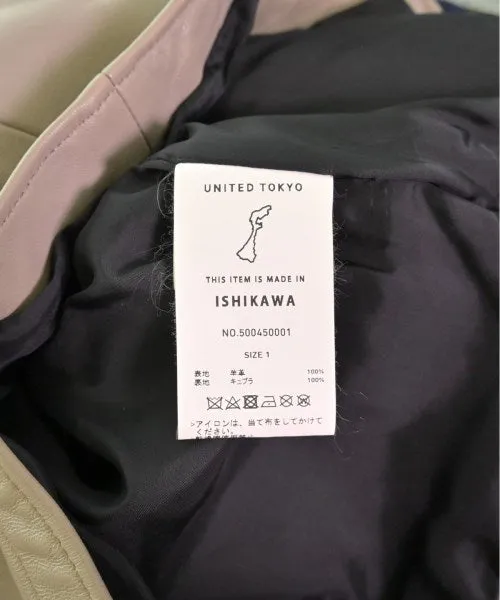 UNITED TOKYO
THIS ITEM IS MADE IN
ISHIKAWA
NO.500450001
SIZE 1
表地 羊革 100%
裏地 キュプラ 100%
>アイロンは、当て布をしてかけて
ください。